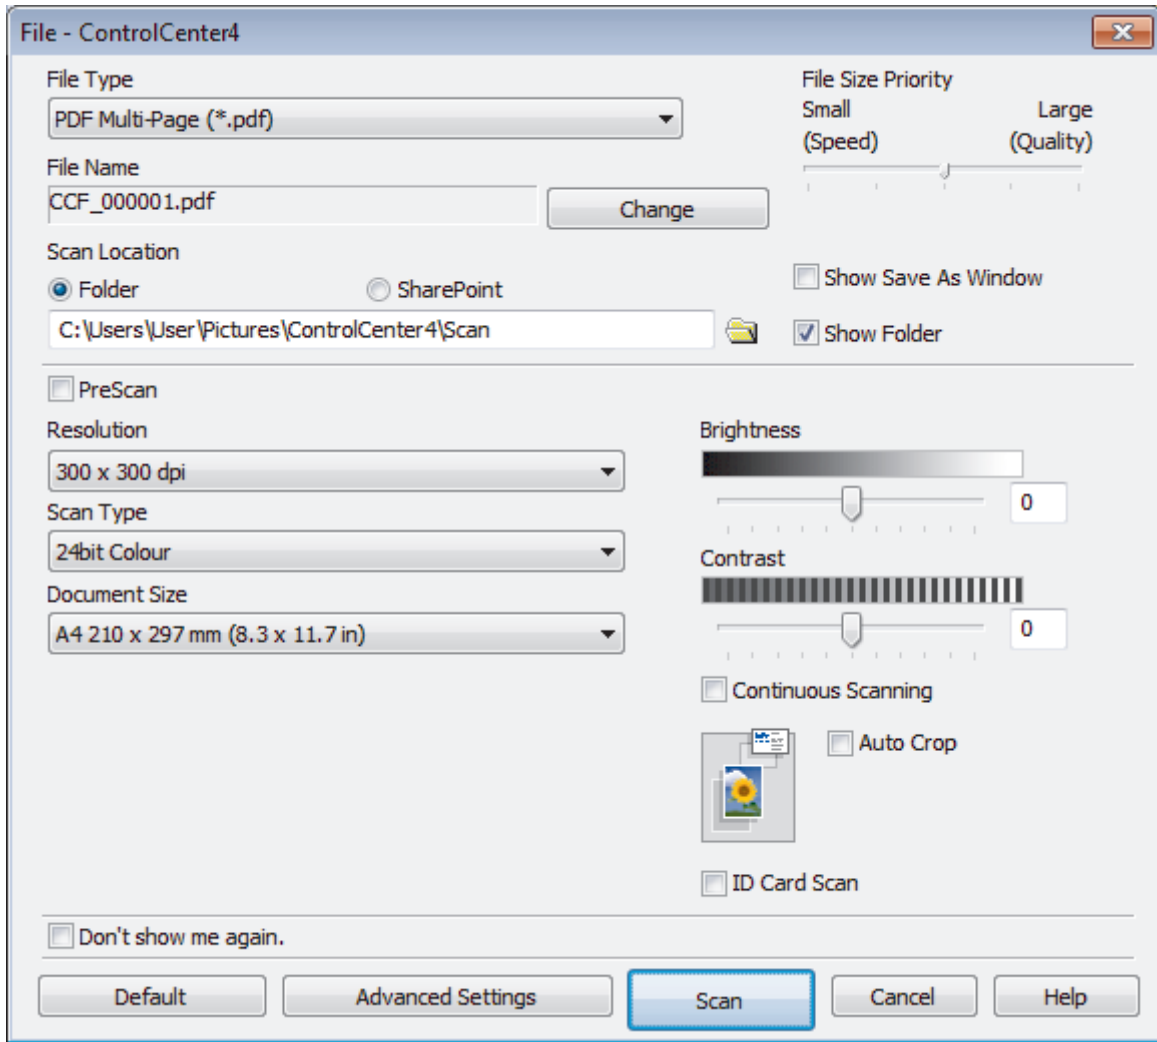 File - ControlCenter4
File Type
PDF Multi-Page (*.pdf)
File Size Priority
Small Large
(Speed) (Quality)
File Name
CCF_000001.pdf
Change
Scan Location
Folder SharePoint
C:\Users\User\Pictures\ControlCenter4\Scan
Show Save As Window
Show Folder
PreScan
Resolution
300 x 300 dpi
Scan Type
24bit Colour
Document Size
A4 210 x 297 mm (8.3 x 11.7 in)
Brightness
0
Contrast
0
Continuous Scanning
Auto Crop
ID Card Scan
Don't show me again.
Default Advanced Settings Scan Cancel Help